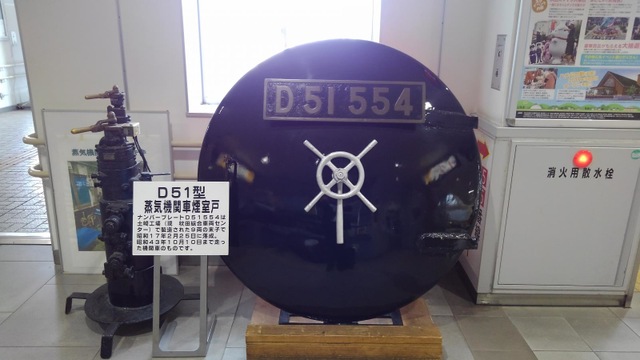 D51 554
D51型
蒸気機関車煙室戸
ナンバープレートD51554は
土崎工場(現 秋田総合車両セン
ター)で製造された9両の末子で
昭和17年2月25日に落成。
昭和43年10月10日まで走っ
た機関車のものです。
消火用散水栓
蒸気機